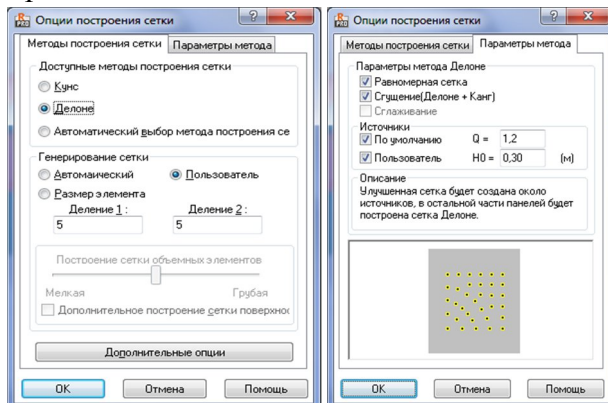 Опции построения сетки
Методы построения сетки Параметры метода
Доступные методы построения сетки
Кунс
Делоне
Автоматический выбор метода построения се
Генерирование сетки
Автомаический Пользователь
Размер элемента
Деление 1 : Деление 2 :
5 5
Построение сетки объемных элементов
Мелкая Грубая
Дополнительное построение сетки поверхнос
Дополнительные опции
OK Отмена Помощь
Опции построения сетки
Методы построения сетки Параметры метода
Параметры метода Делоне
Равномерная сетка
Сгущение(Делоне + Канг)
Сглаживание
Источники
По умолчанию Q = 1,2
Пользователь H0 = 0,30 (м)
Описание
Улучшенная сетка будет создана около
источников, в остальной части панелей будет
построена сетка Делоне.
OK Отмена Помощь